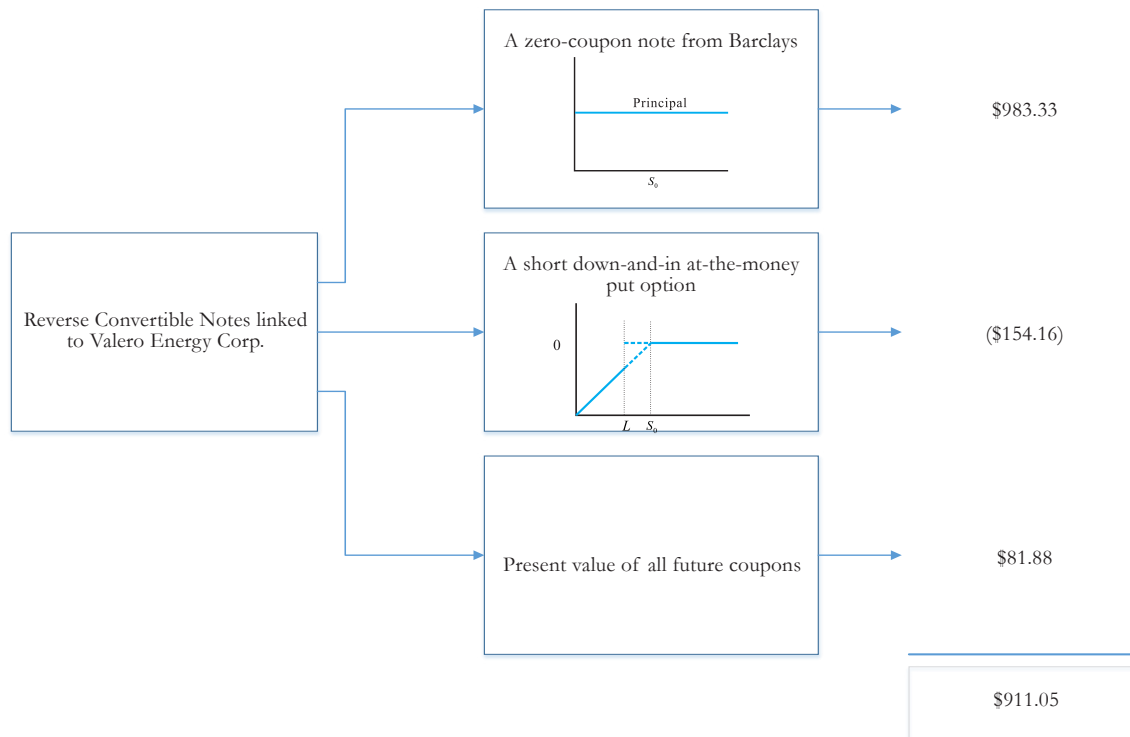 A zero-coupon note from Barclays
Principal
S₀
$983.33
Reverse Convertible Notes linked
to Valero Energy Corp.
A short down-and-in at-the-money
put option
0
L S₀
($154.16)
Present value of all future coupons
$81.88
$911.05